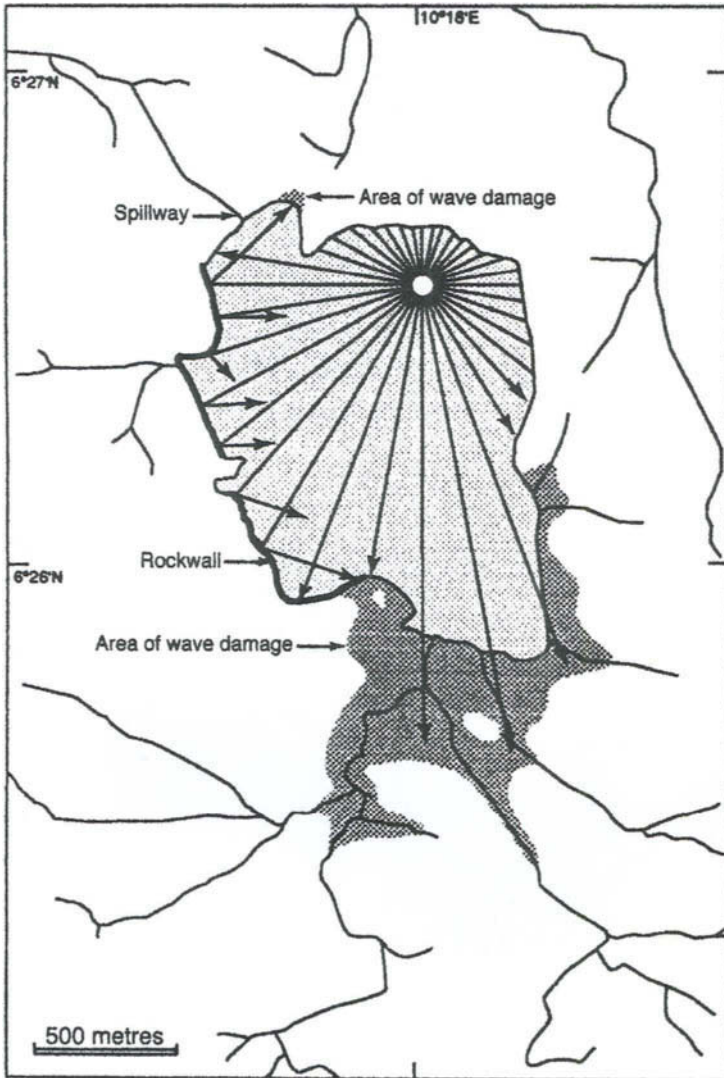 10°18'E
6°27'N
Area of wave damage
Spillway
Rockwall
6°26'N
Area of wave damage
500 metres